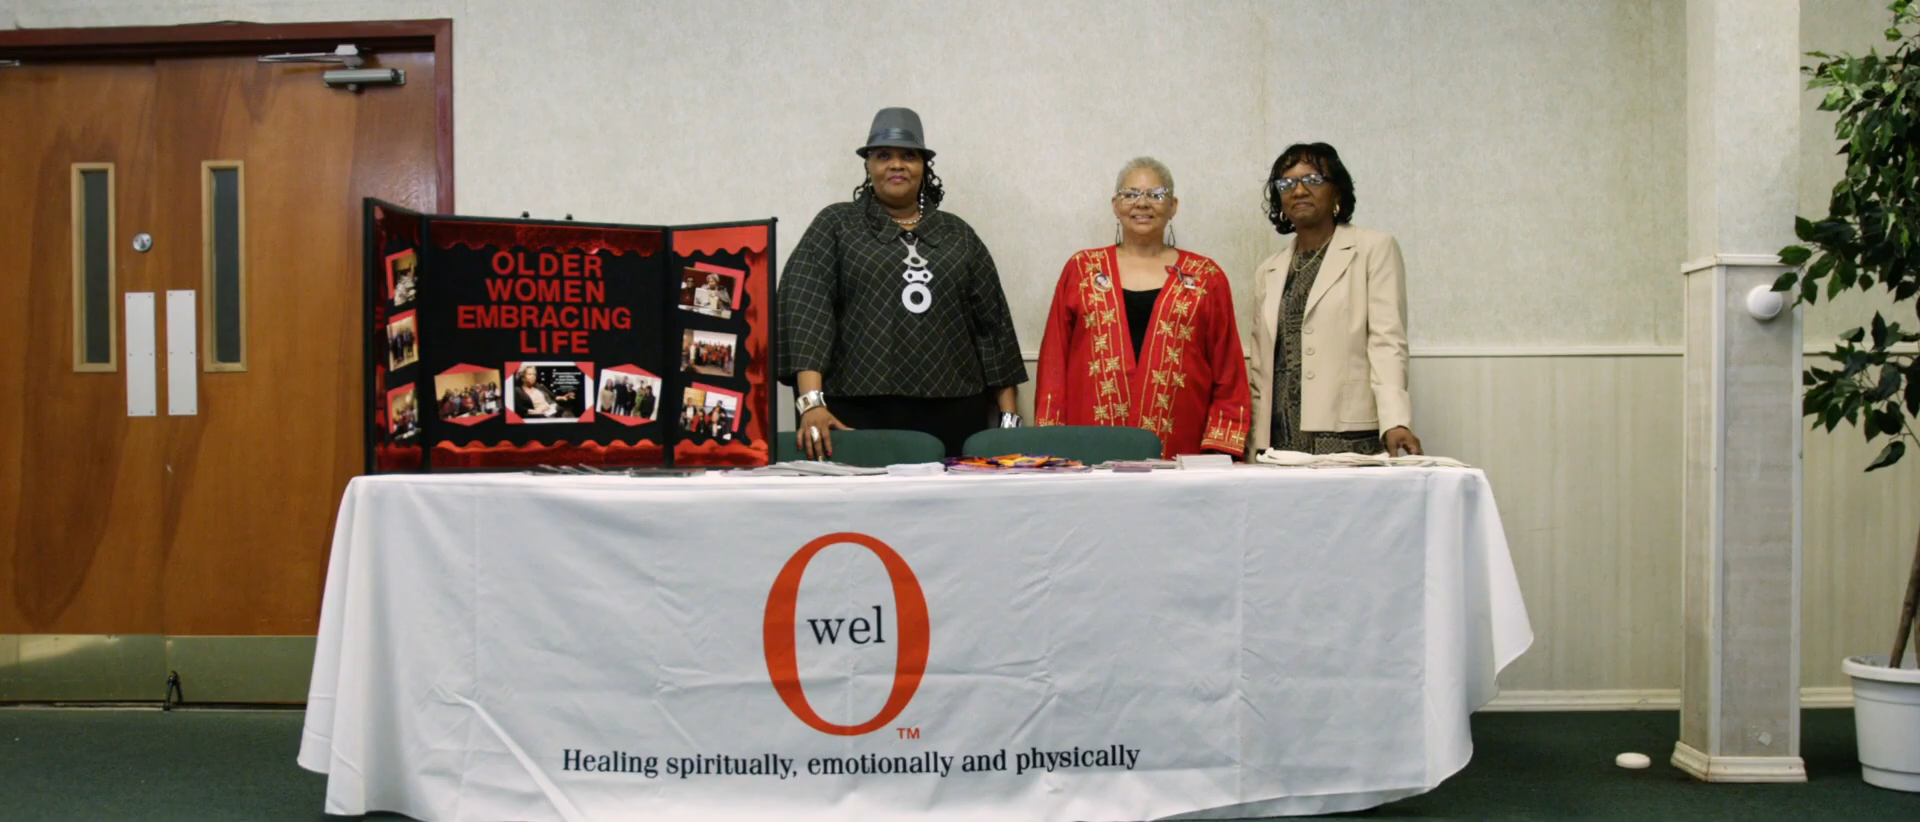 OLDER
WOMEN
EMBRACING
LIFE
wel
O
TM
Healing spiritually, emotionally and physically